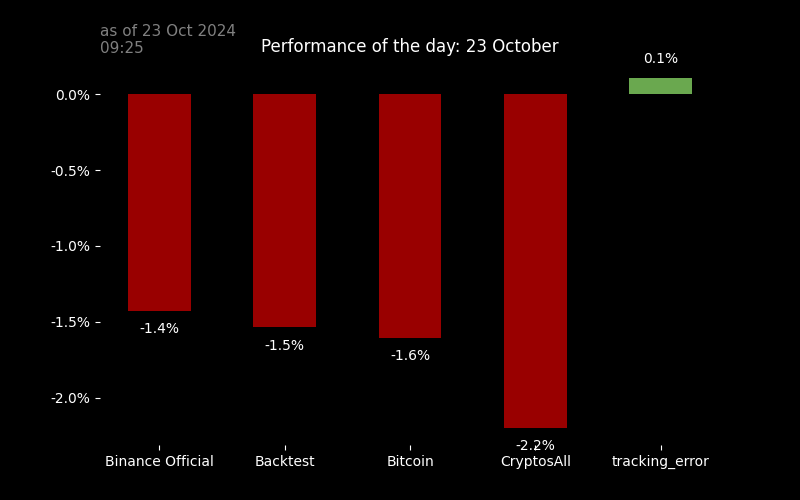 as of 23 Oct 2024
09:25
Performance of the day: 23 October
0.1%
0.0%
-0.5%
-1.0%
-1.5%
-2.0%
-1.4%
-1.5%
-1.6%
-2.2%
Binance Official
Backtest
Bitcoin
CryptosAll
tracking_error